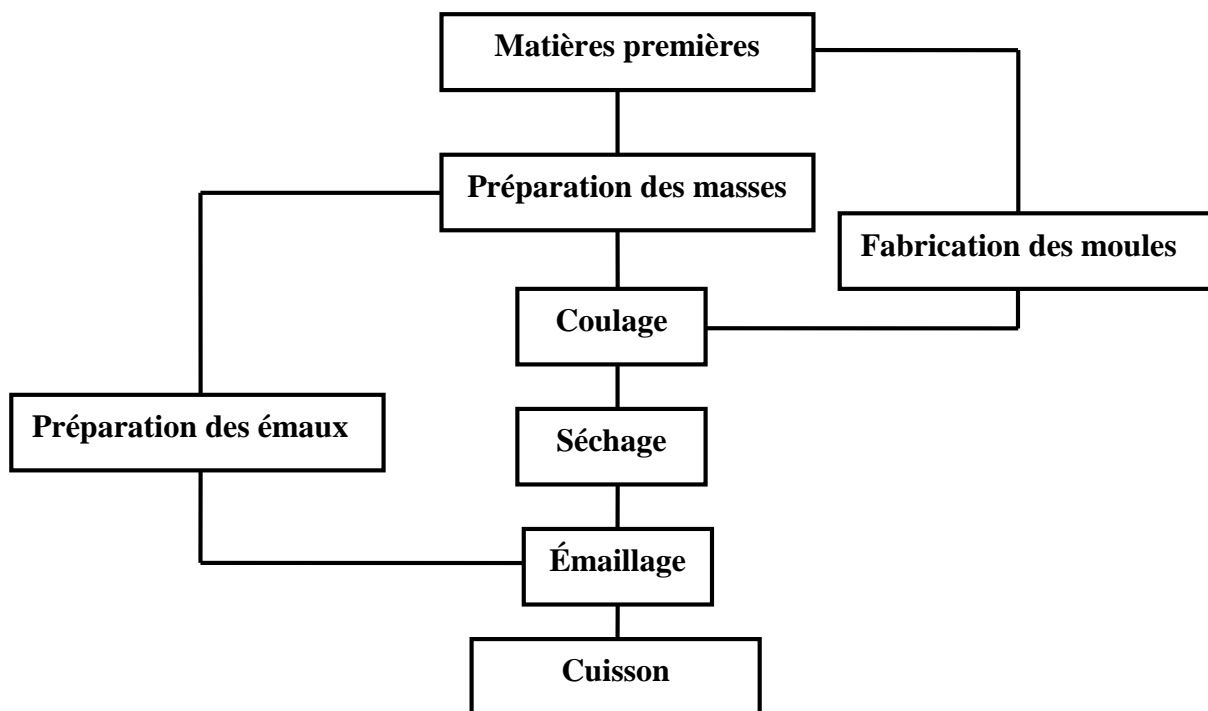 Matières premières
Préparation des masses
Fabrication des moules
Coulage
Préparation des émaux
Séchage
Émaillage
Cuisson